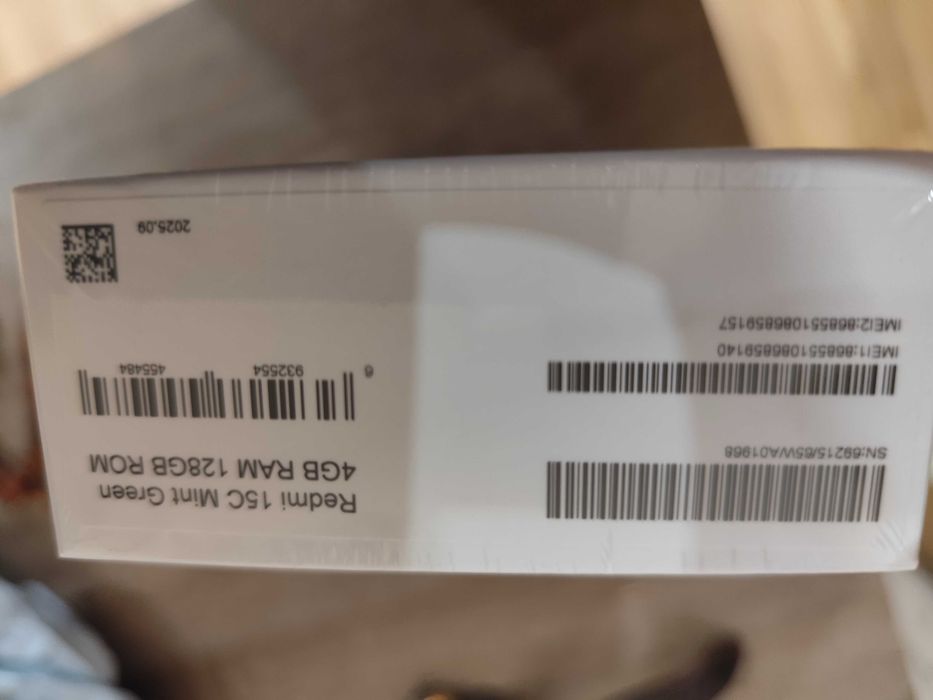 Redmi 15C Mint Green
4GB RAM 128GB ROM
6 932554 455484
2025.09
SN:69215/65WA01968
IMEI1:868551086859140
IMEI2:868551086859157